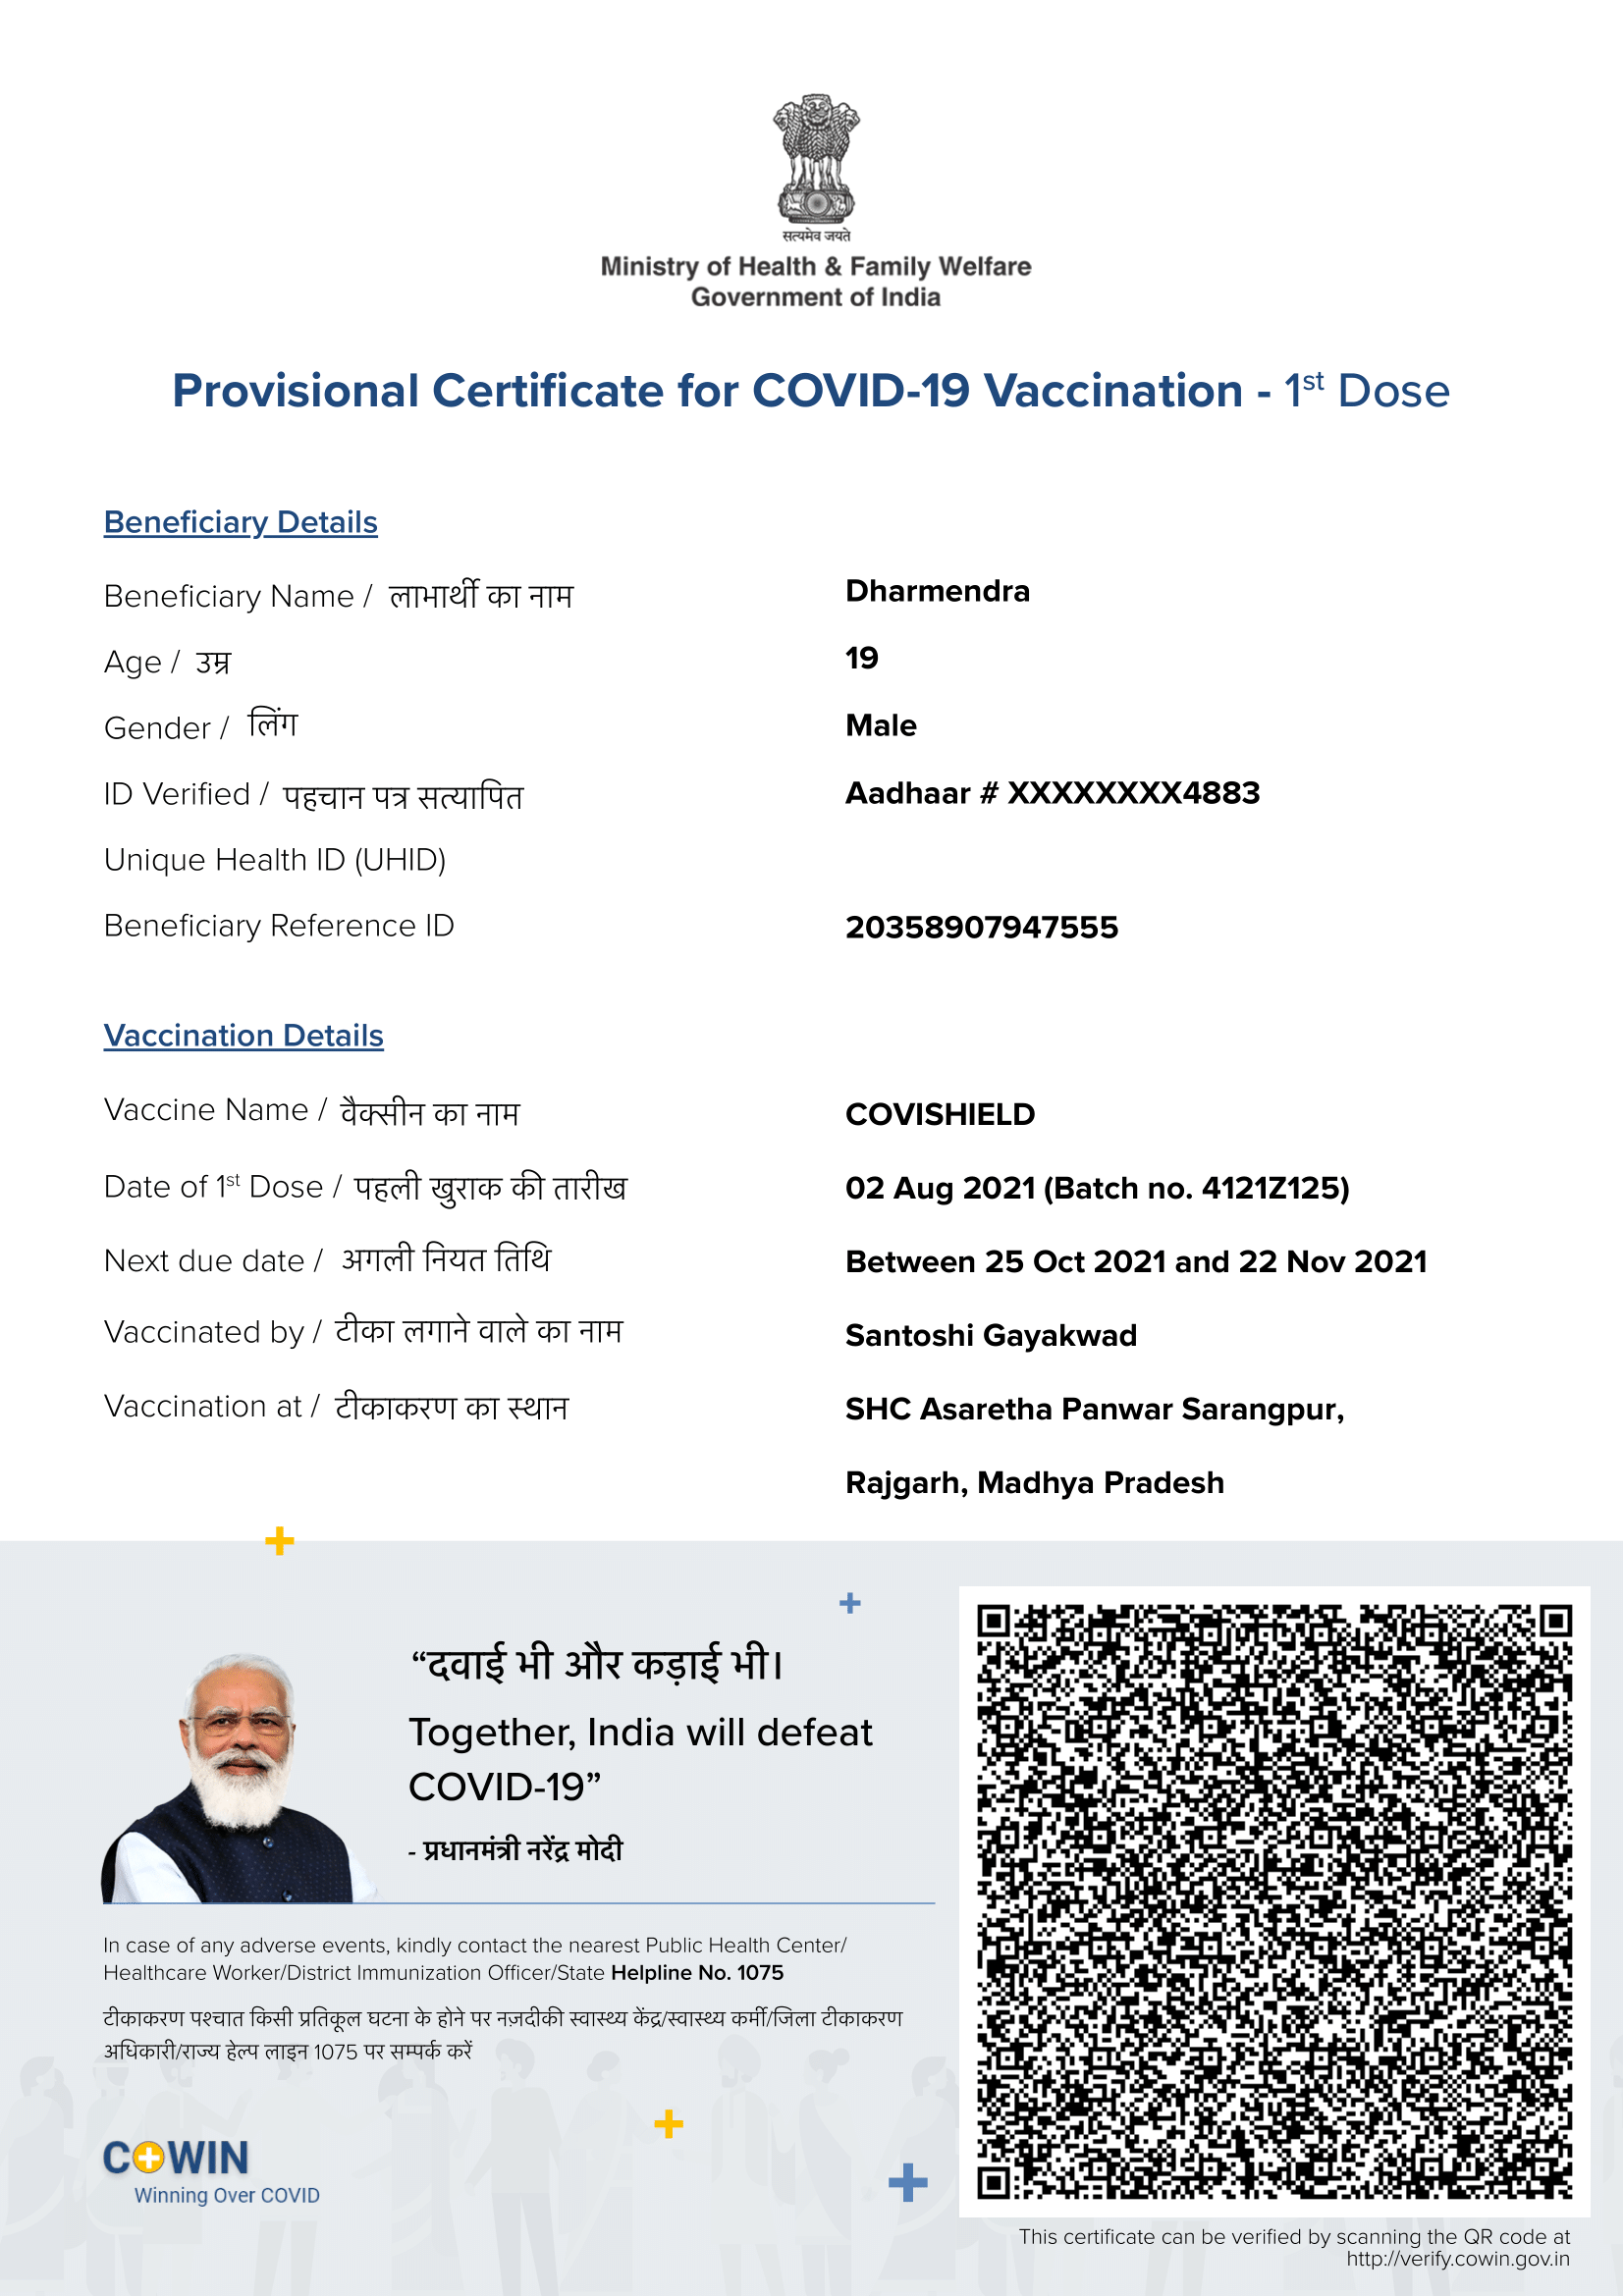 सत्यमेव जयते
Ministry of Health & Family Welfare
Government of India
Provisional Certificate for COVID-19 Vaccination - 1st Dose
Beneficiary Details
Beneficiary Name / लाभार्थी का नाम Dharmendra
Age / उम्र 19
Gender / लिंग Male
ID Verified / पहचान पत्र सत्यापित Aadhaar # XXXXXXXX4883
Unique Health ID (UHID)
Beneficiary Reference ID 20358907947555
Vaccination Details
Vaccine Name / वैक्सीन का नाम COVISHIELD
Date of 1st Dose / पहली खुराक की तारीख 02 Aug 2021 (Batch no. 4121Z125)
Next due date / अगली नियत तिथि Between 25 Oct 2021 and 22 Nov 2021
Vaccinated by / टीका लगाने वाले का नाम Santoshi Gayakwad
Vaccination at / टीकाकरण का स्थान SHC Asaretha Panwar Sarangpur,
Rajgarh, Madhya Pradesh
“दवाई भी और कड़ाई भी।
Together, India will defeat
COVID-19”
- प्रधानमंत्री नरेंद्र मोदी
In case of any adverse events, kindly contact the nearest Public Health Center/
Healthcare Worker/District Immunization Officer/State Helpline No. 1075
टीकाकरण पश्चात किसी प्रतिकूल घटना के होने पर नज़दीकी स्वास्थ्य केंद्र/स्वास्थ्य कर्मी/जिला टीकाकरण
अधिकारी/राज्य हेल्प लाइन 1075 पर सम्पर्क करें
COWIN
Winning Over COVID
This certificate can be verified by scanning the QR code at
http://verify.cowin.gov.in